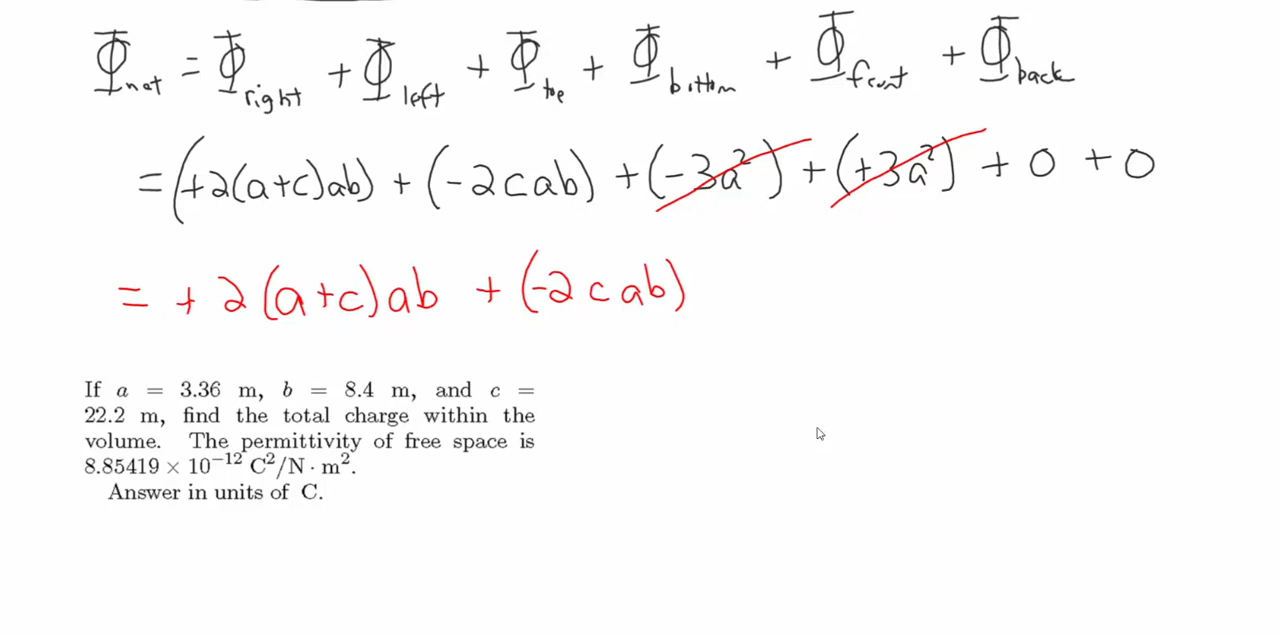 Φnet = Φright + Φleft + Φtop + Φbottom + Φfront + Φback
= (+2(a+c)ab) + (-2cab) + (-3a²) + (+3a²) + 0 + 0
= +2(a+c)ab + (-2cab)
If a = 3.36 m, b = 8.4 m, and c =
22.2 m, find the total charge within the
volume. The permittivity of free space is
8.85419 × 10⁻¹² C²/N · m².
Answer in units of C.